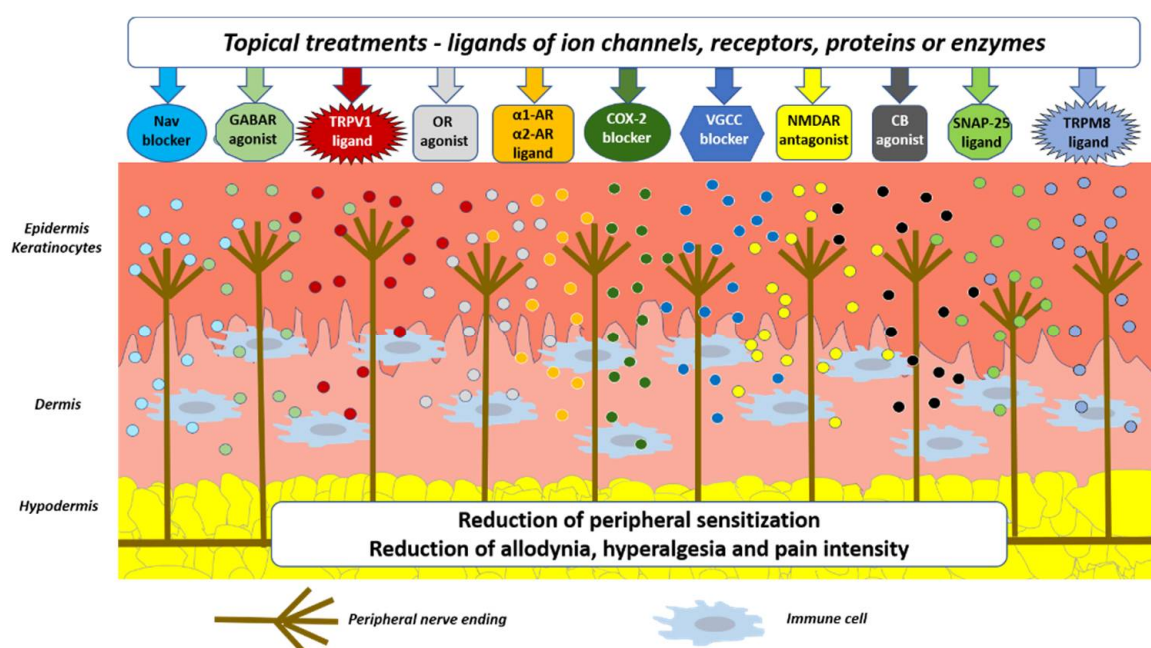 Topical treatments - ligands of ion channels, receptors, proteins or enzymes
Nav
blocker
GABAR
agonist
TRPV1
ligand
OR
agonist
α1-AR
α2-AR
ligand
COX-2
blocker
VGCC
blocker
NMDAR
antagonist
CB
agonist
SNAP-25
ligand
TRPM8
ligand
Epidermis
Keratinocytes
Dermis
Hypodermis
Reduction of peripheral sensitization
Reduction of allodynia, hyperalgesia and pain intensity
Peripheral nerve ending
Immune cell